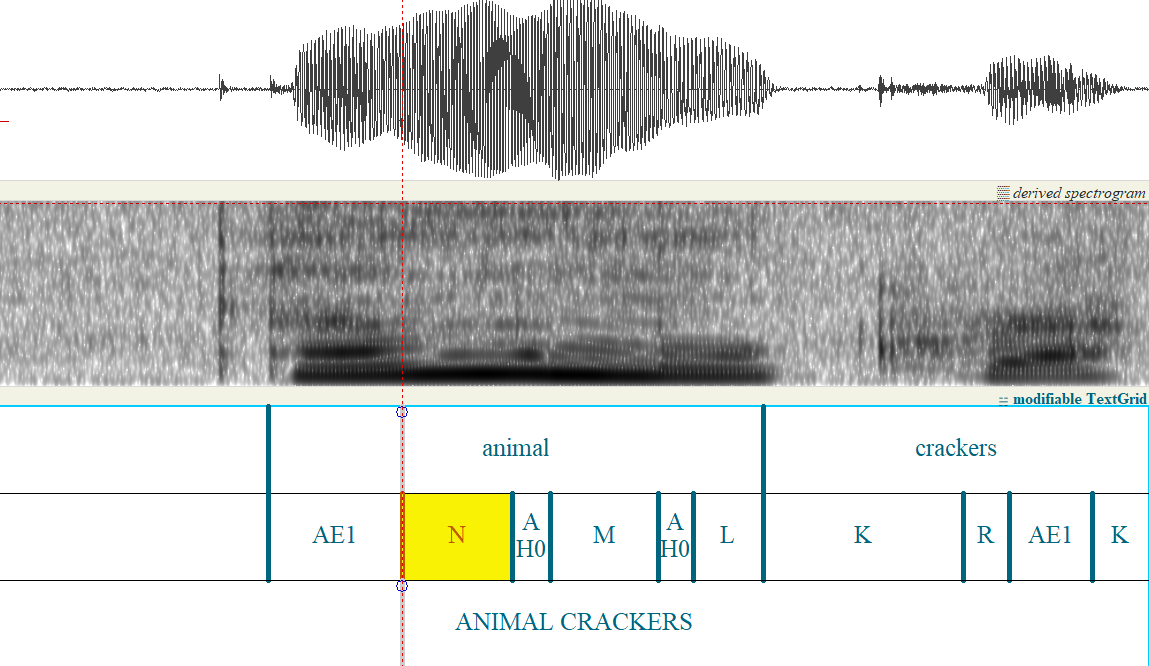 derived spectrogram
modifiable TextGrid
animal crackers
AE1 N A H0 M A H0 L K R AE1 K
ANIMAL CRACKERS